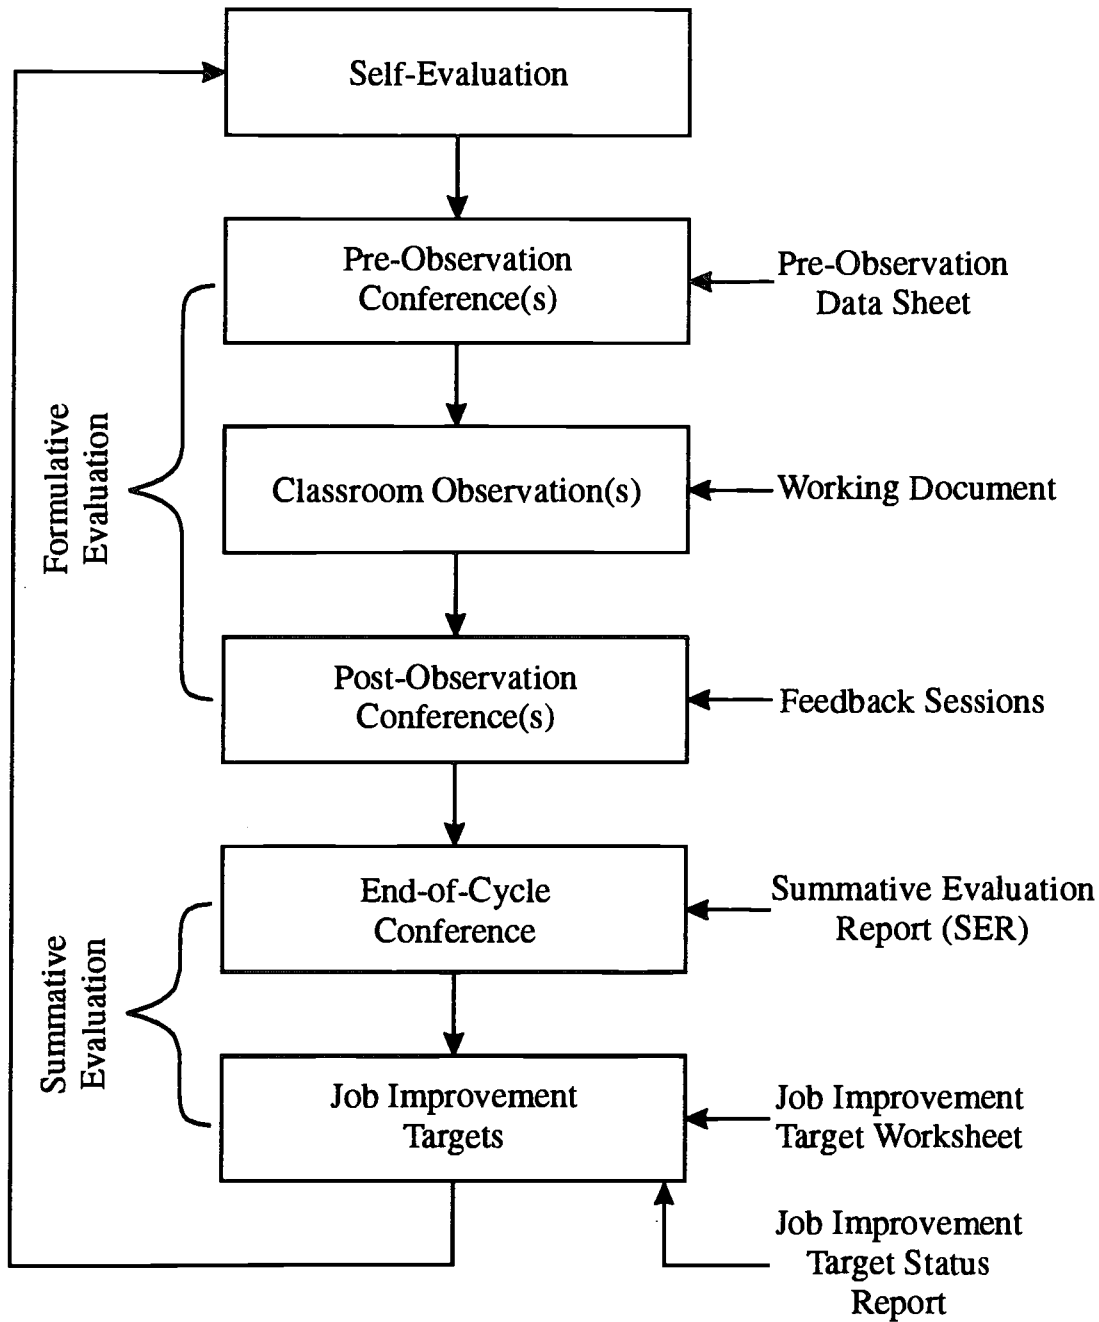 Self-Evaluation
Pre-Observation
Conference(s)
Pre-Observation
Data Sheet
Formulative
Evaluation
Classroom Observation(s)
Working Document
Post-Observation
Conference(s)
Feedback Sessions
End-of-Cycle
Conference
Summative Evaluation
Report (SER)
Summative
Evaluation
Job Improvement
Targets
Job Improvement
Target Worksheet
Job Improvement
Target Status
Report